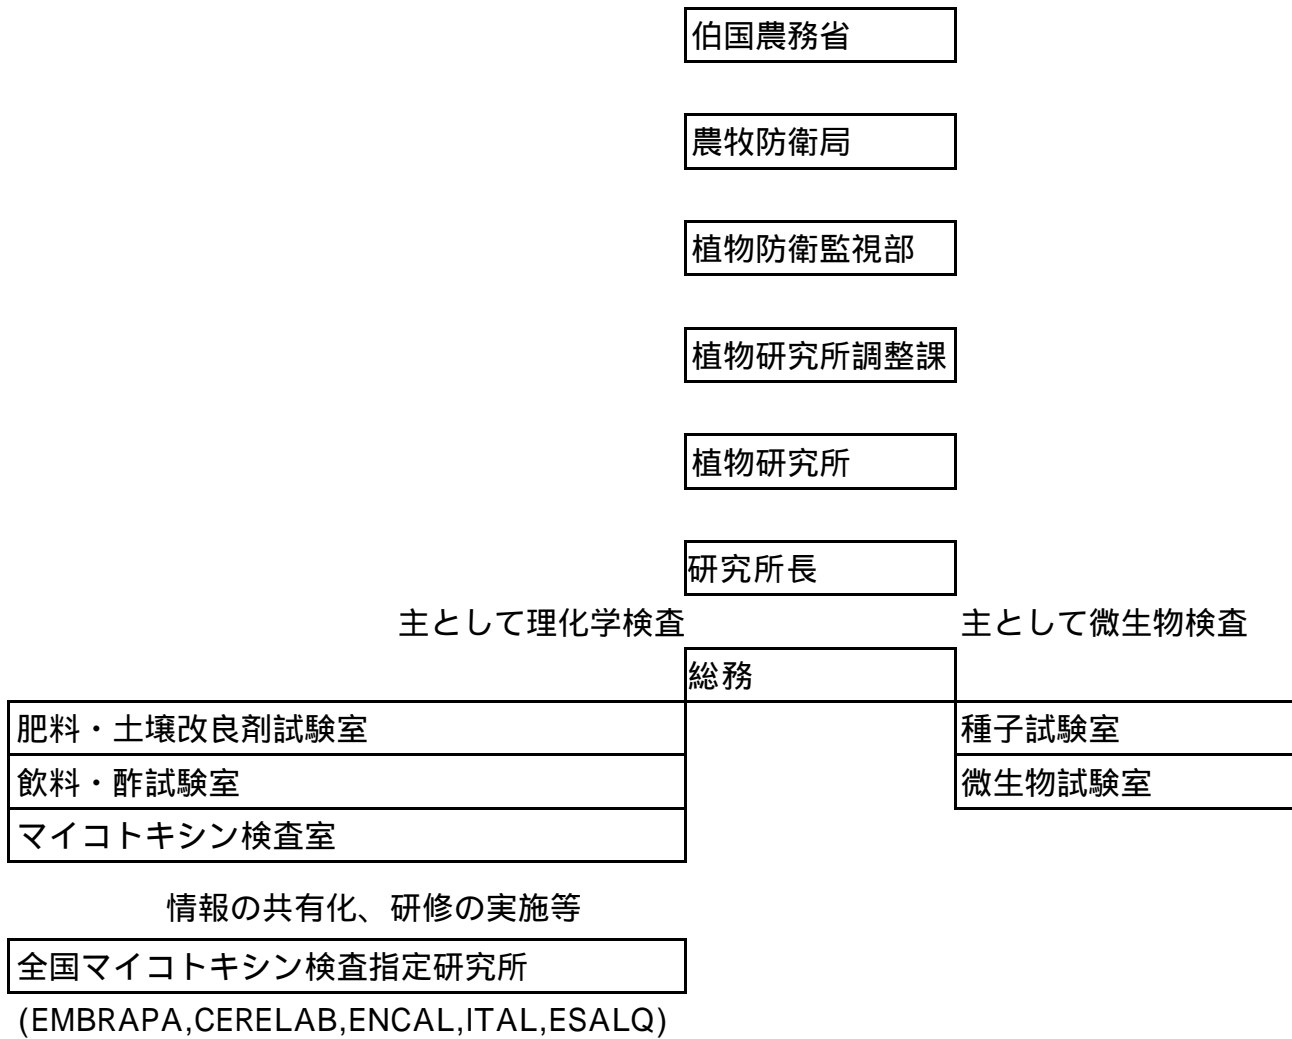 伯国農務省
農牧防衛局
植物防衛監視部
植物研究所調整課
植物研究所
研究所長
主として理化学検査
主として微生物検査
総務
肥料・土壌改良剤試験室
種子試験室
飲料・酢試験室
微生物試験室
マイコトキシン検査室
情報の共有化、研修の実施等
全国マイコトキシン検査指定研究所
(EMBRAPA,CERELAB,ENCAL,ITAL,ESALQ)